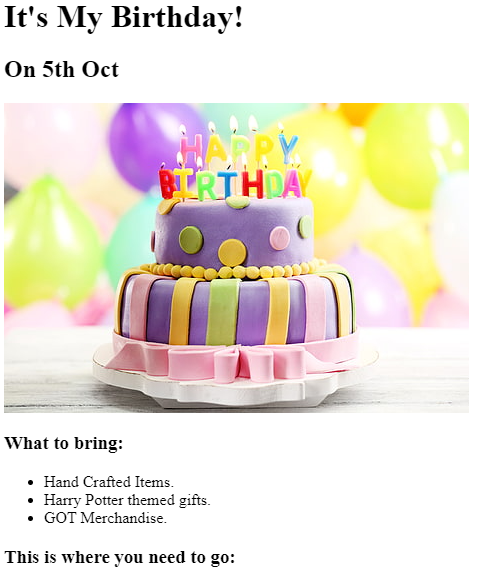 It's My Birthday!
On 5th Oct
HAPPY
BIRTHDAY
What to bring:
Hand Crafted Items.
Harry Potter themed gifts.
GOT Merchandise.
This is where you need to go: